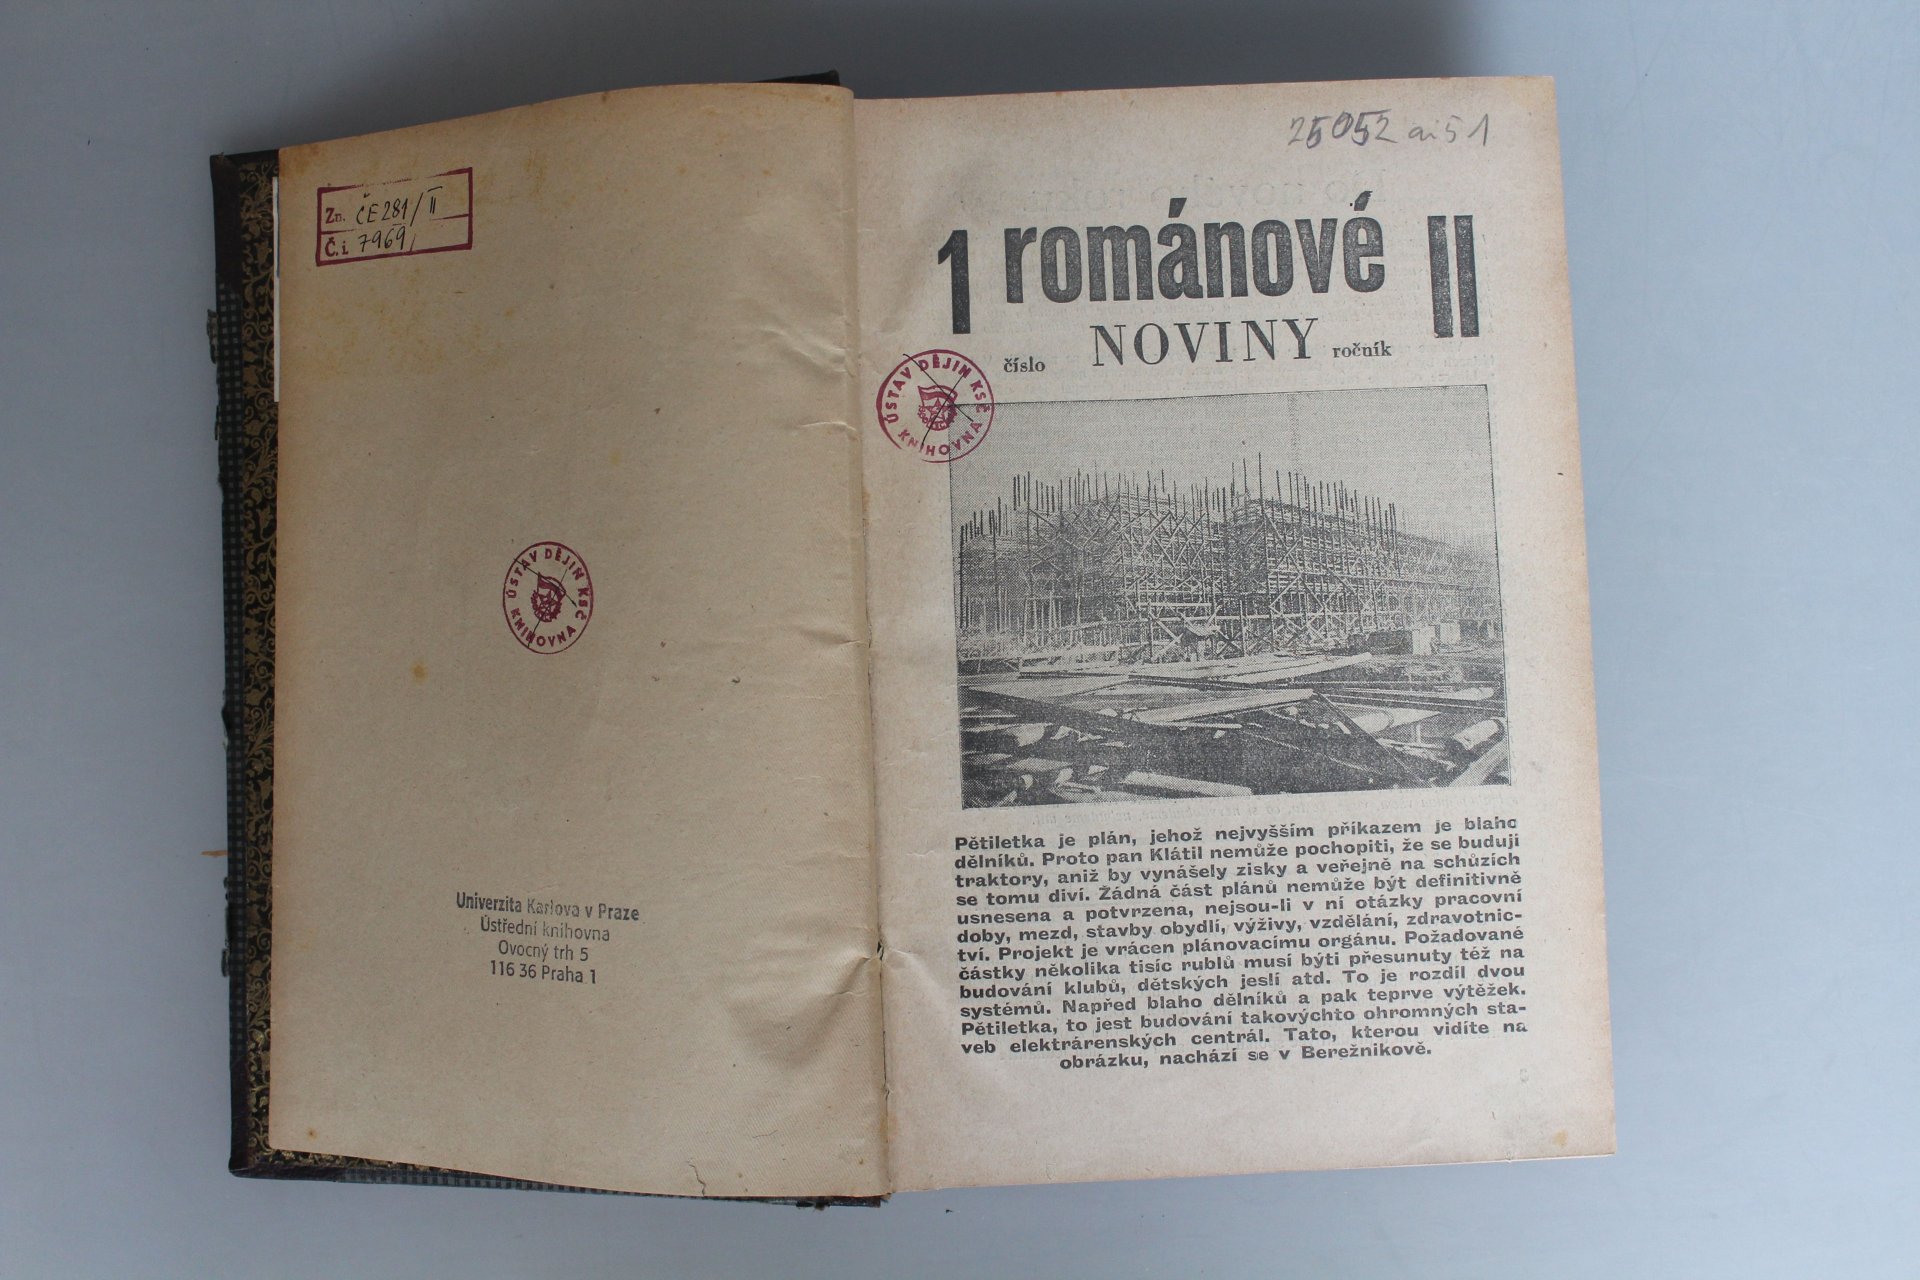 Zn. ČE 281/II
Č. i. 7969/
ÚSTAV DĚJIN KSČ
KNIHOVNA
Univerzita Karlova v Praze
Ústřední knihovna
Ovocný trh 5
116 36 Praha 1
25052 ai 51
1 románové II
číslo NOVINY ročník
ÚSTAV DĚJIN KSČ
KNIHOVNA
Pětiletka je plán, jehož nejvyšším příkazem je blaho
dělníků. Proto pan Klátil nemůže pochopiti, že se budují
traktory, aniž by vynášely zisky a veřejně na schůzích
se tomu diví. Žádná část plánů nemůže být definitivně
usnesena a potvrzena, nejsou-li v ní otázky pracovní
doby, mezd, stavby obydlí, výživy, vzdělání, zdravotnic-
tví. Projekt je vrácen plánovacímu orgánu. Požadované
částky několika tisíc rublů musí býti přesunuty též na
budování klubů, dětských jeslí atd. To je rozdíl dvou
systémů. Napřed blaho dělníků a pak teprve výtěžek.
Pětiletka, to jest budování takovýchto ohromných sta-
veb elektrárenských centrál. Tato, kterou vidíte na
obrázku, nachází se v Berežnikově.